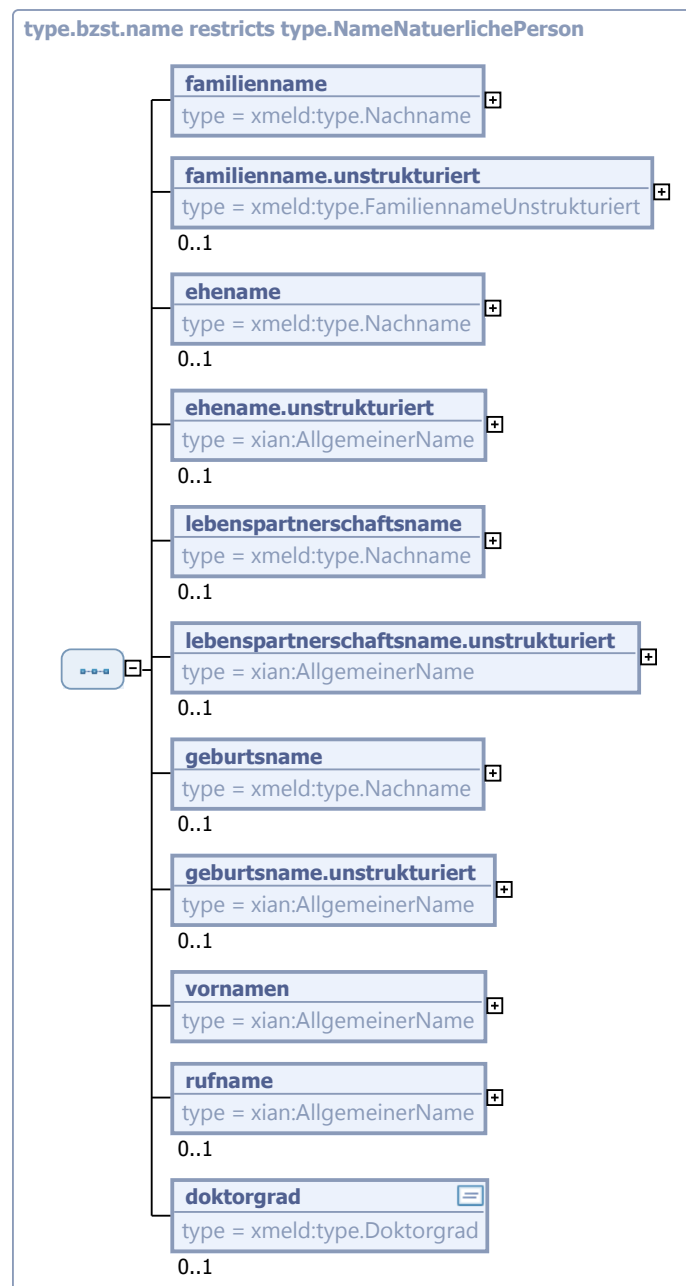 type.bzst.name restricts type.NameNatuerlichePerson
familienname
type = xmeld:type.Nachname
familienname.unstrukturiert
type = xmeld:type.FamiliennameUnstrukturiert
0..1
ehename
type = xmeld:type.Nachname
0..1
ehename.unstrukturiert
type = xian:AllgemeinerName
0..1
lebenspartnerschaftsname
type = xmeld:type.Nachname
0..1
lebenspartnerschaftsname.unstrukturiert
type = xian:AllgemeinerName
0..1
geburtsname
type = xmeld:type.Nachname
0..1
geburtsname.unstrukturiert
type = xian:AllgemeinerName
0..1
vornamen
type = xian:AllgemeinerName
rufname
type = xian:AllgemeinerName
0..1
doktorgrad
type = xmeld:type.Doktorgrad
0..1